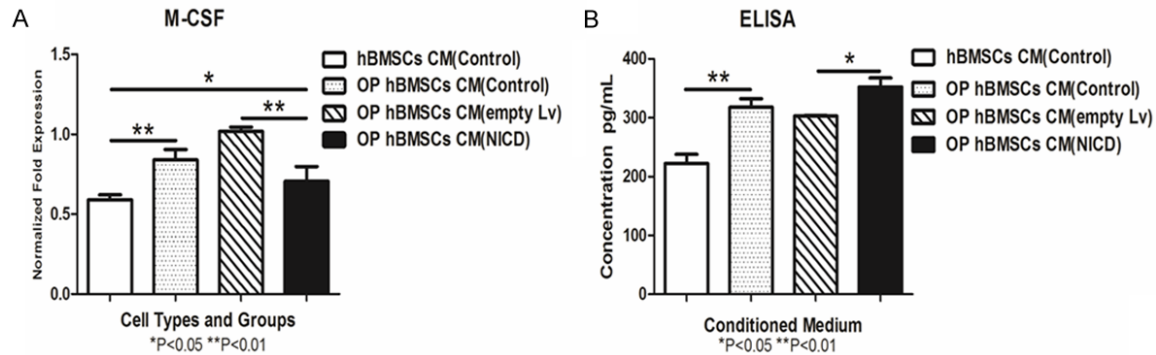 A
M-CSF
Normalized Fold Expression
1.5
1.0
0.5
0.0
*
**
**
hBMSCs CM(Control)
OP hBMSCs CM(Control)
OP hBMSCs CM(empty Lv)
OP hBMSCs CM(NICD)
Cell Types and Groups
*P<0.05 **P<0.01
B
ELISA
Concentration pg/mL
400
300
200
100
0
**
*
hBMSCs CM(Control)
OP hBMSCs CM(Control)
OP hBMSCs CM(empty Lv)
OP hBMSCs CM(NICD)
Conditioned Medium
*P<0.05 **P<0.01